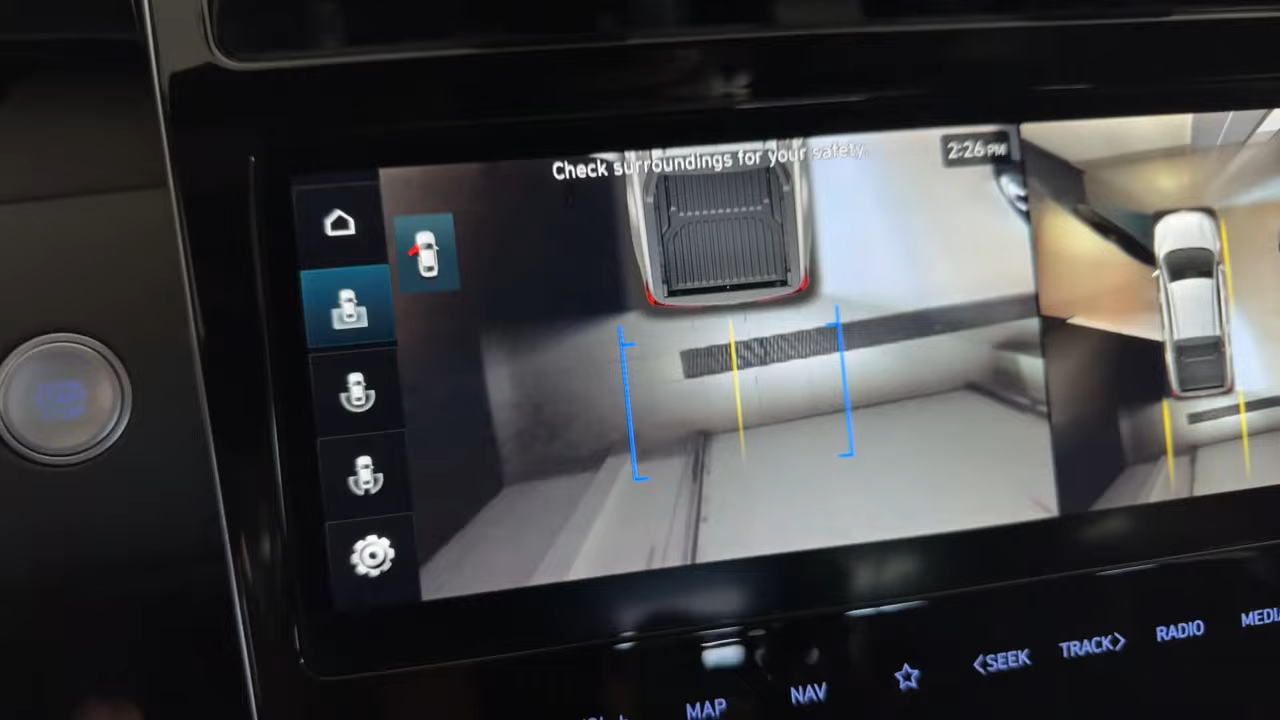 Check surroundings for your safety.
2:26 PM
MAP
NAV
<SEEK
TRACK>
RADIO